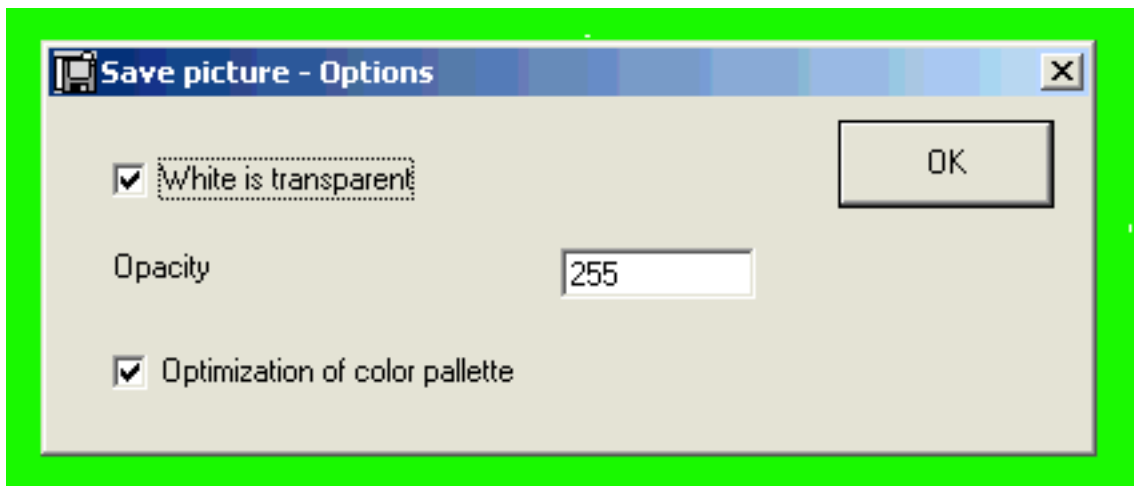 Save picture - Options
White is transparent
OK
Opacity
255
Optimization of color pallette